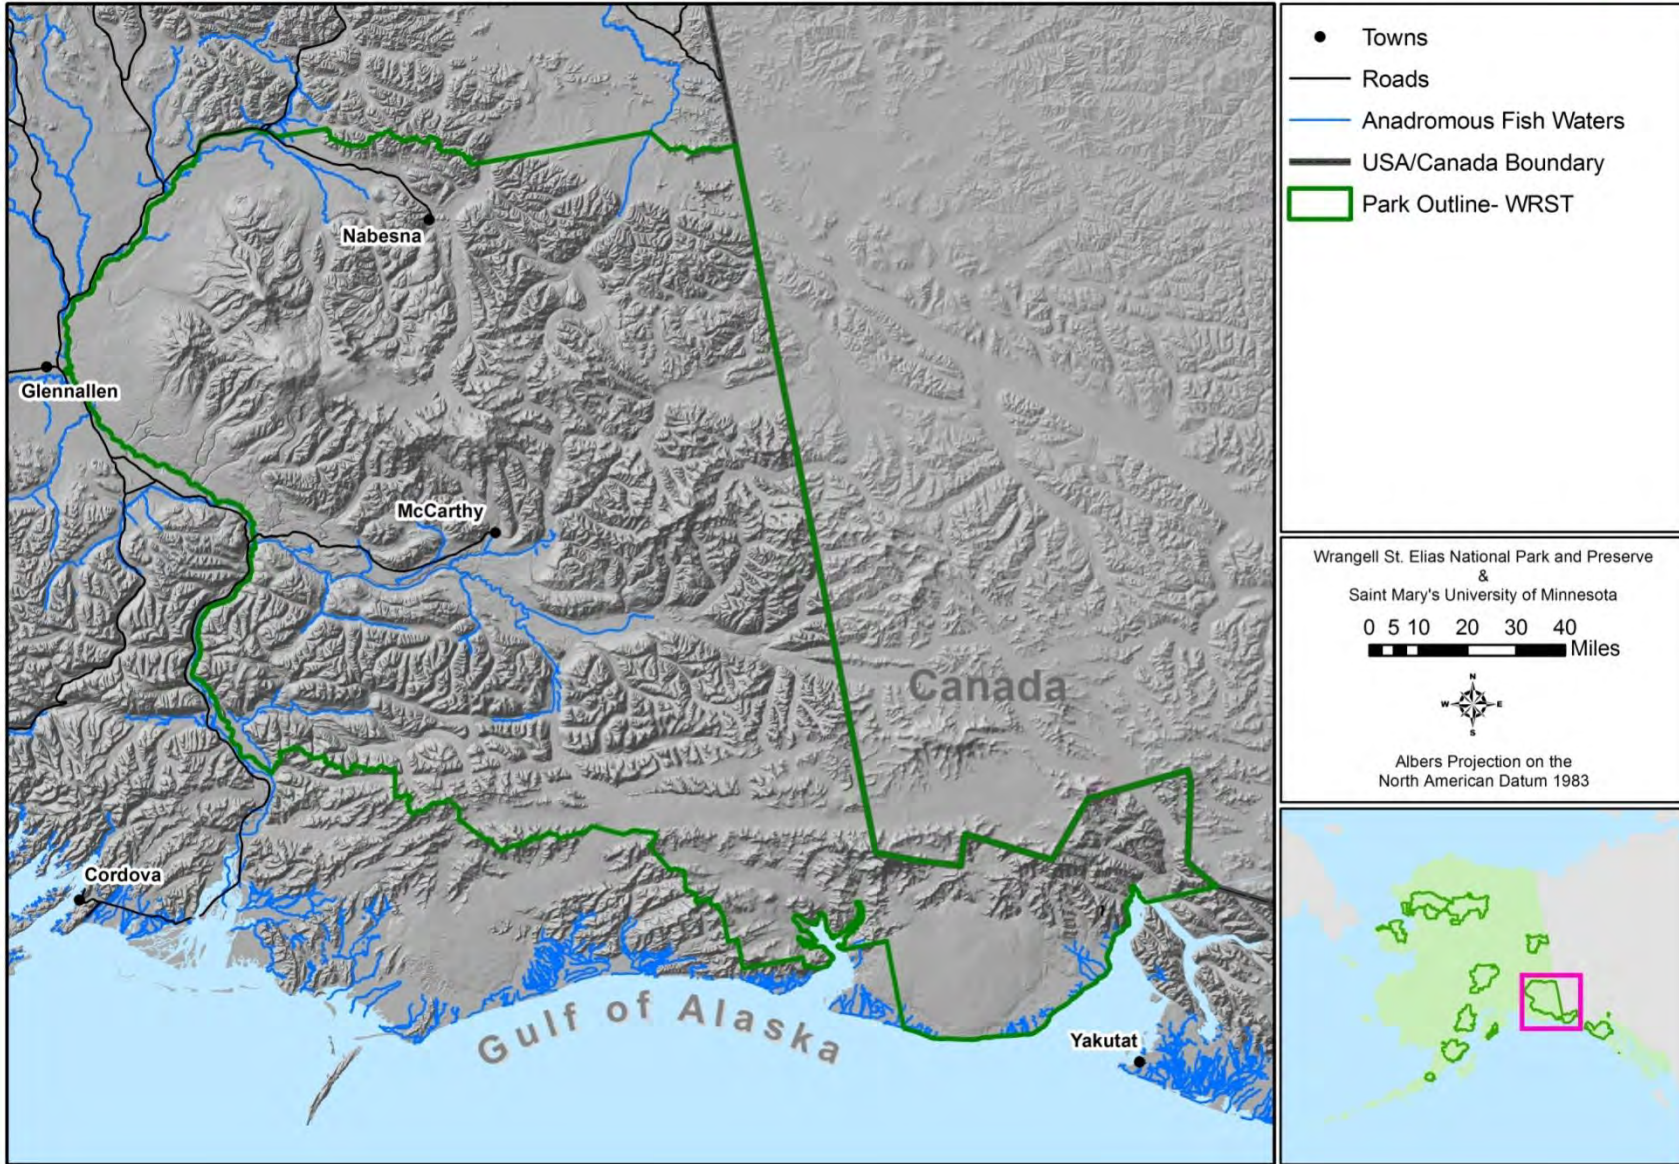 Nabesna
Glennallen
McCarthy
Canada
Cordova
Gulf of Alaska
Yakutat
Towns
Roads
Anadromous Fish Waters
USA/Canada Boundary
Park Outline- WRST
Wrangell St. Elias National Park and Preserve
&
Saint Mary's University of Minnesota
0 5 10 20 30 40
Miles
N
W E
S
Albers Projection on the
North American Datum 1983